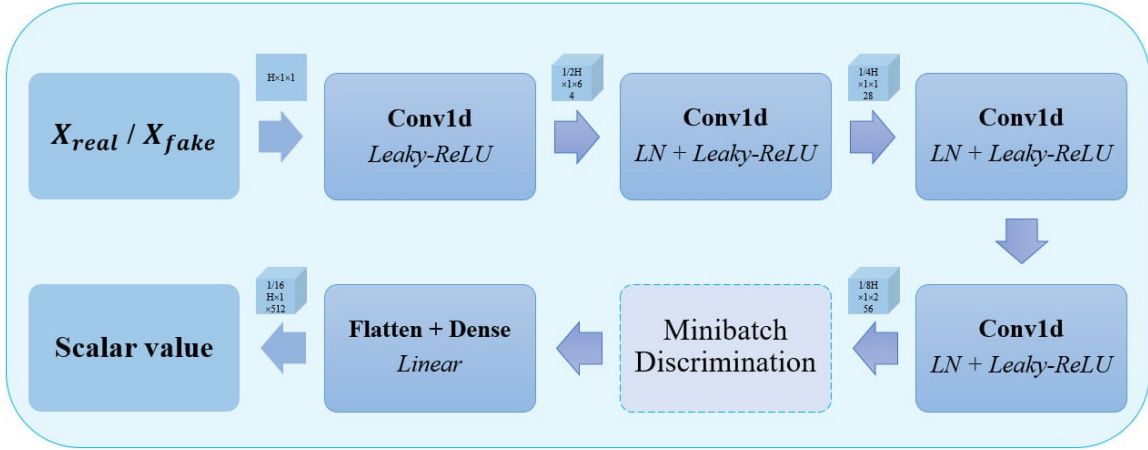 H×1×1
X_real / X_fake
Conv1d
Leaky-ReLU
1/2H
×1×6
4
Conv1d
LN + Leaky-ReLU
1/4H
×1×1
28
Conv1d
LN + Leaky-ReLU
1/8H
×1×2
56
Conv1d
LN + Leaky-ReLU
Minibatch
Discrimination
Flatten + Dense
Linear
1/16
H×1
×512
Scalar value